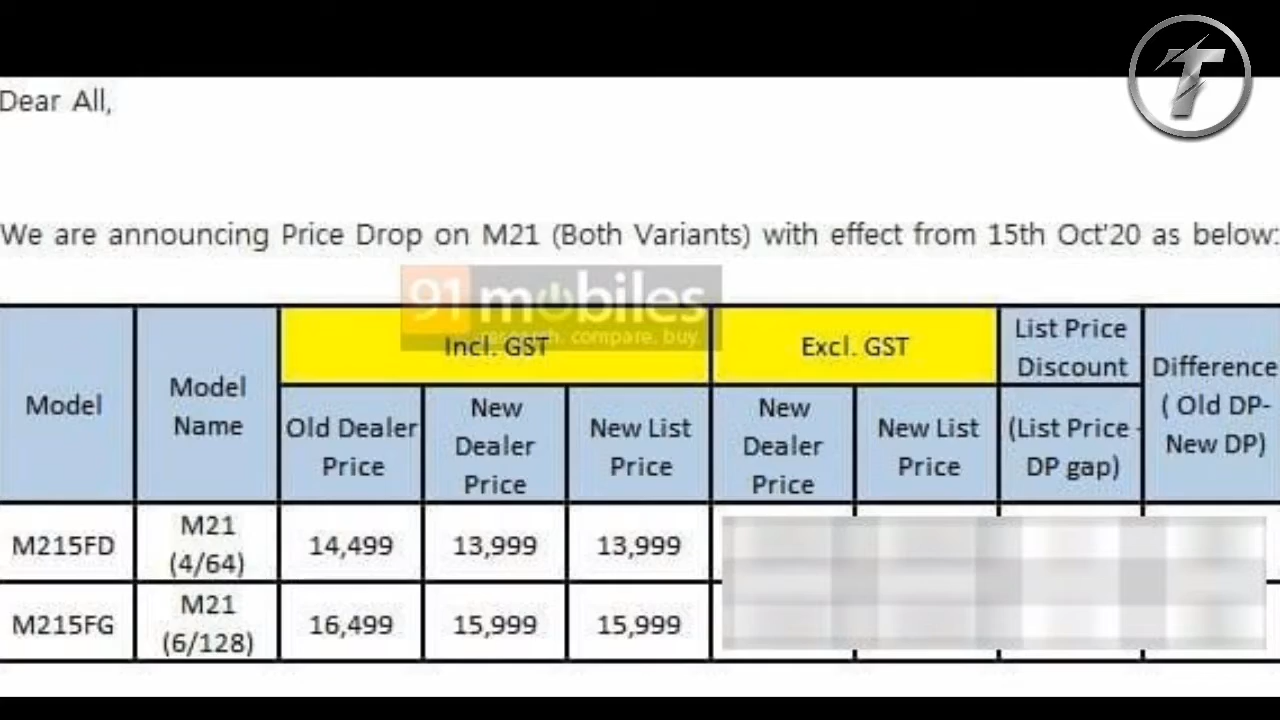 Dear All,
We are announcing Price Drop on M21 (Both Variants) with effect from 15th Oct'20 as below:
91mobiles
research. compare. buy.
Model
Model Name
Incl. GST
Excl. GST
List Price Discount
Difference ( Old DP- New DP)
Old Dealer Price
New Dealer Price
New List Price
New Dealer Price
New List Price
(List Price - DP gap)
M215FD M21 (4/64) 14,499 13,999 13,999
M215FG M21 (6/128) 16,499 15,999 15,999
T